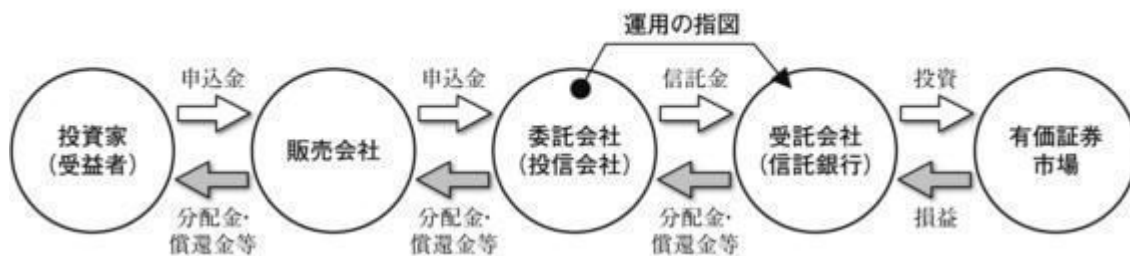 運用の指図
申込金
申込金
信託金
投資
投資家
(受益者)
販売会社
委託会社
(投信会社)
受託会社
(信託銀行)
有価証券
市場
分配金・
償還金等
分配金・
償還金等
分配金・
償還金等
損益